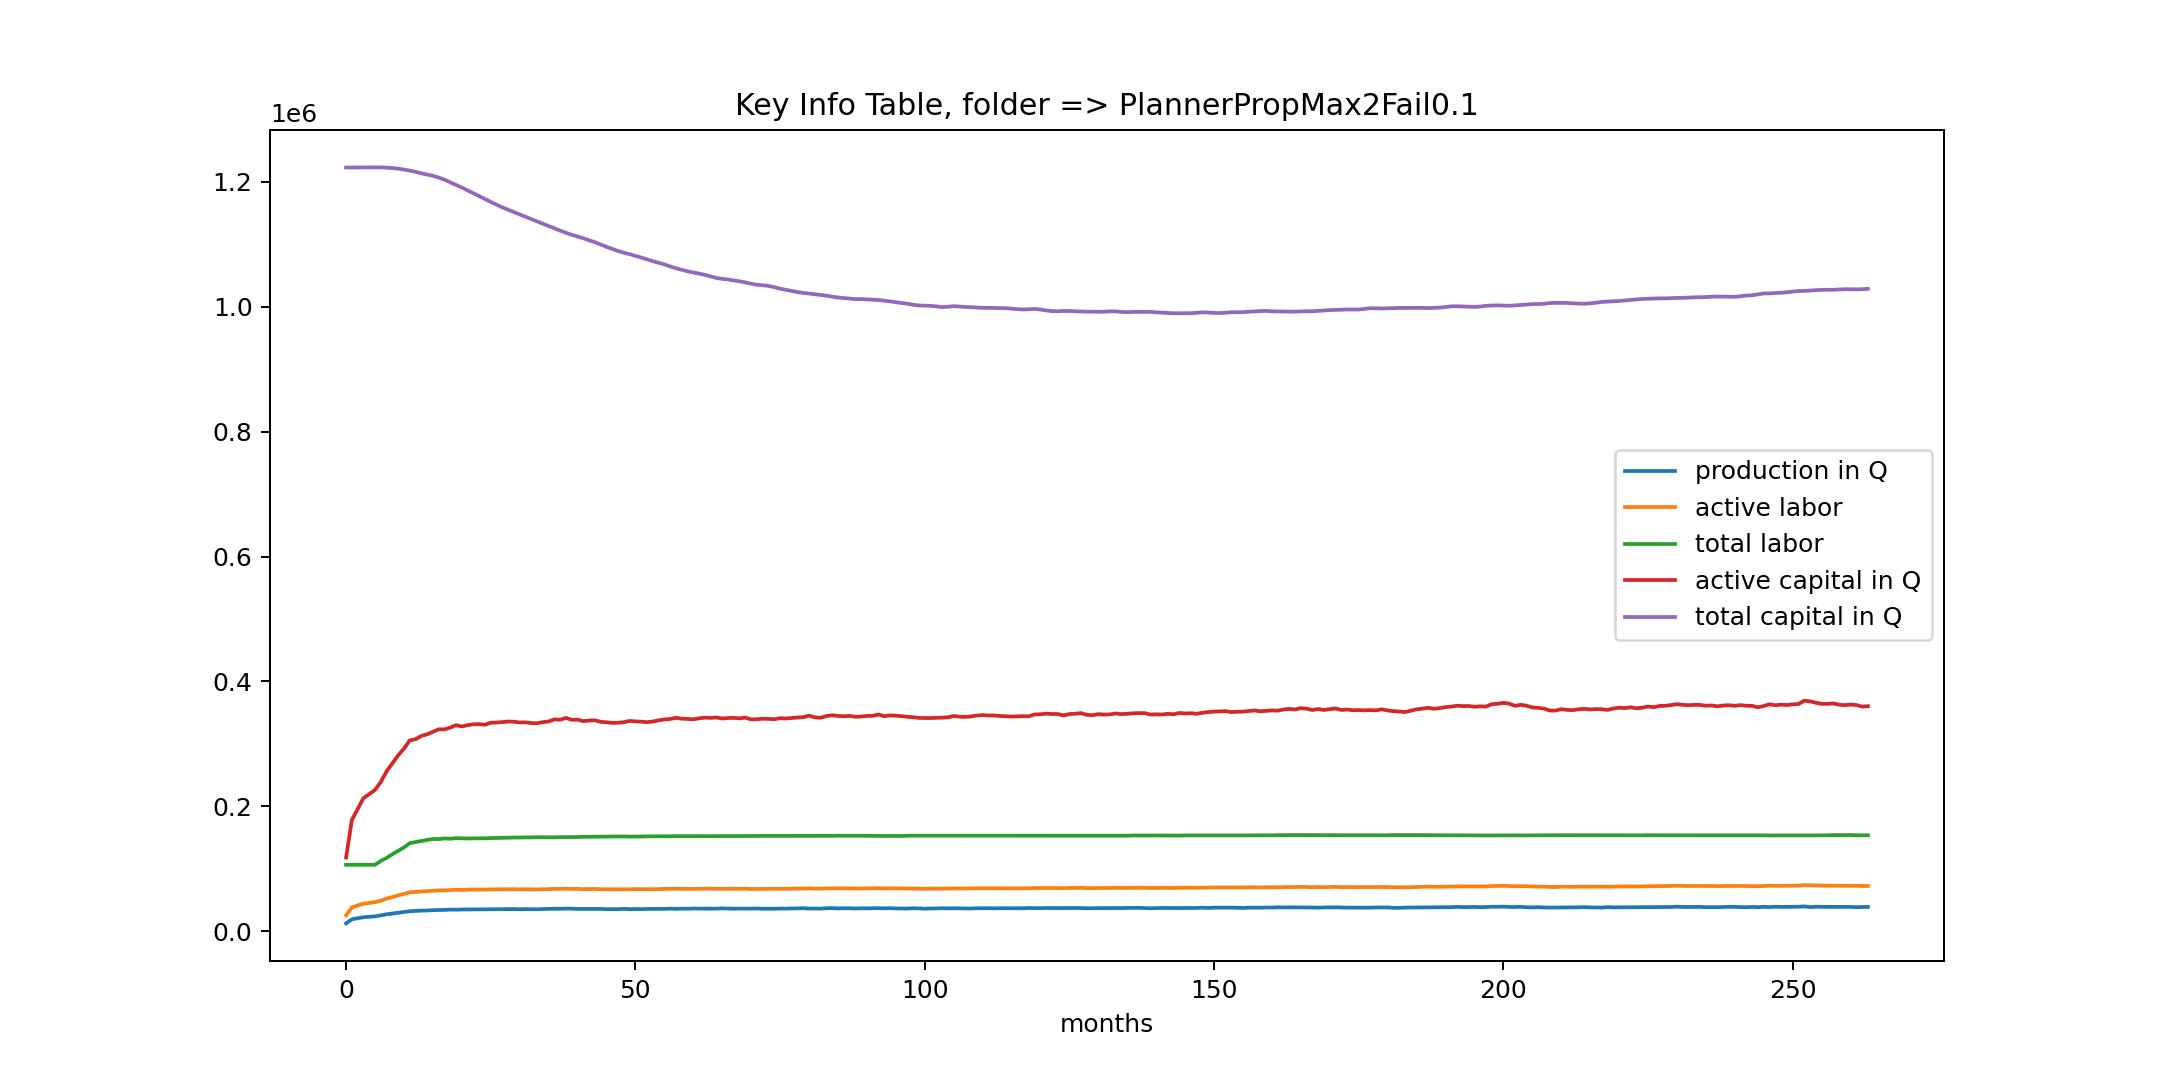 Key Info Table, folder => PlannerPropMax2Fail0.1
1e6
1.2
1.0
0.8
0.6
0.4
0.2
0.0
production in Q
active labor
total labor
active capital in Q
total capital in Q
0 50 100 150 200 250
months